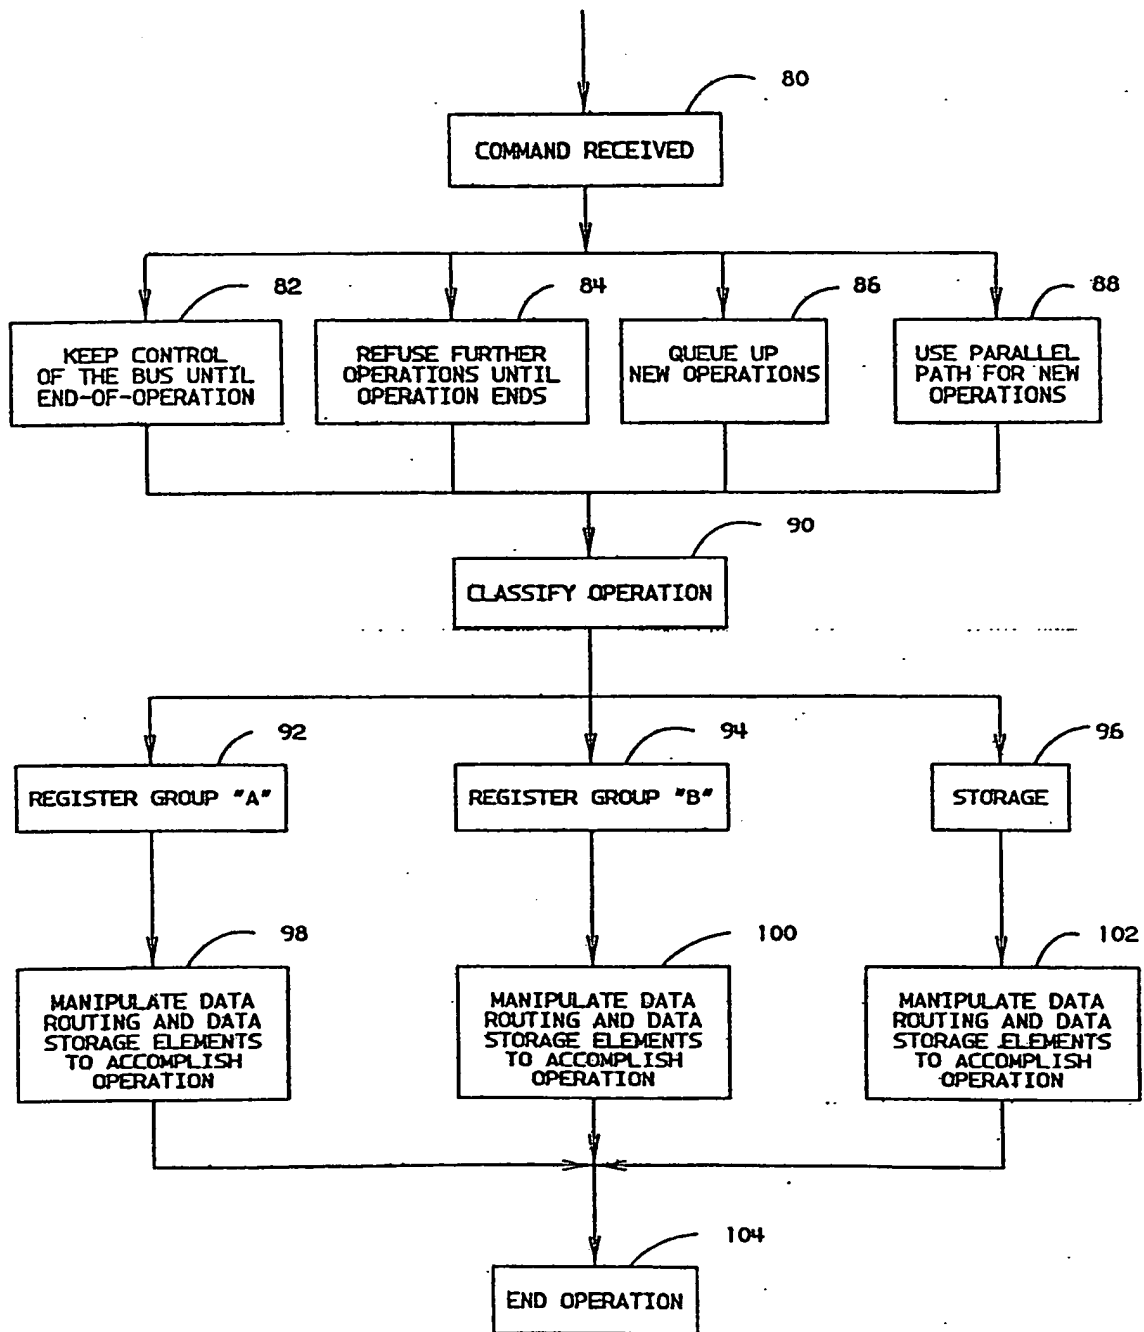 80
COMMAND RECEIVED
82
84
86
88
KEEP CONTROL
OF THE BUS UNTIL
END-OF-OPERATION
REFUSE FURTHER
OPERATIONS UNTIL
OPERATION ENDS
QUEUE UP
NEW OPERATIONS
USE PARALLEL
PATH FOR NEW
OPERATIONS
90
CLASSIFY OPERATION
92
94
96
REGISTER GROUP "A"
REGISTER GROUP "B"
STORAGE
98
100
102
MANIPULATE DATA
ROUTING AND DATA
STORAGE ELEMENTS
TO ACCOMPLISH
OPERATION
MANIPULATE DATA
ROUTING AND DATA
STORAGE ELEMENTS
TO ACCOMPLISH
OPERATION
MANIPULATE DATA
ROUTING AND DATA
STORAGE ELEMENTS
TO ACCOMPLISH
OPERATION
104
END OPERATION